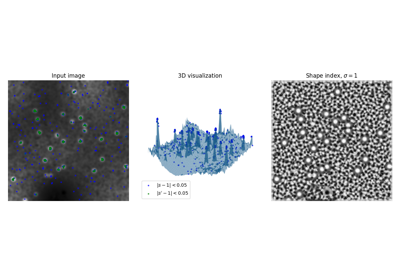 Input image
3D visualization
Shape index, σ = 1
|s − 1| < 0.05
|s' − 1| < 0.05